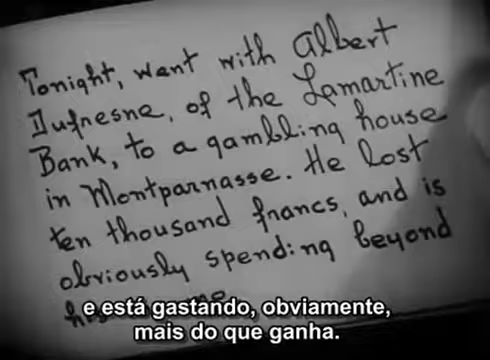 Tonight, went with Albert
Dufresne, of the Lamartine
Bank, to a gambling house
in Montparnasse. He lost
ten thousand francs, and is
obviously spending beyond
e está gastando, obviamente,
mais do que ganha.